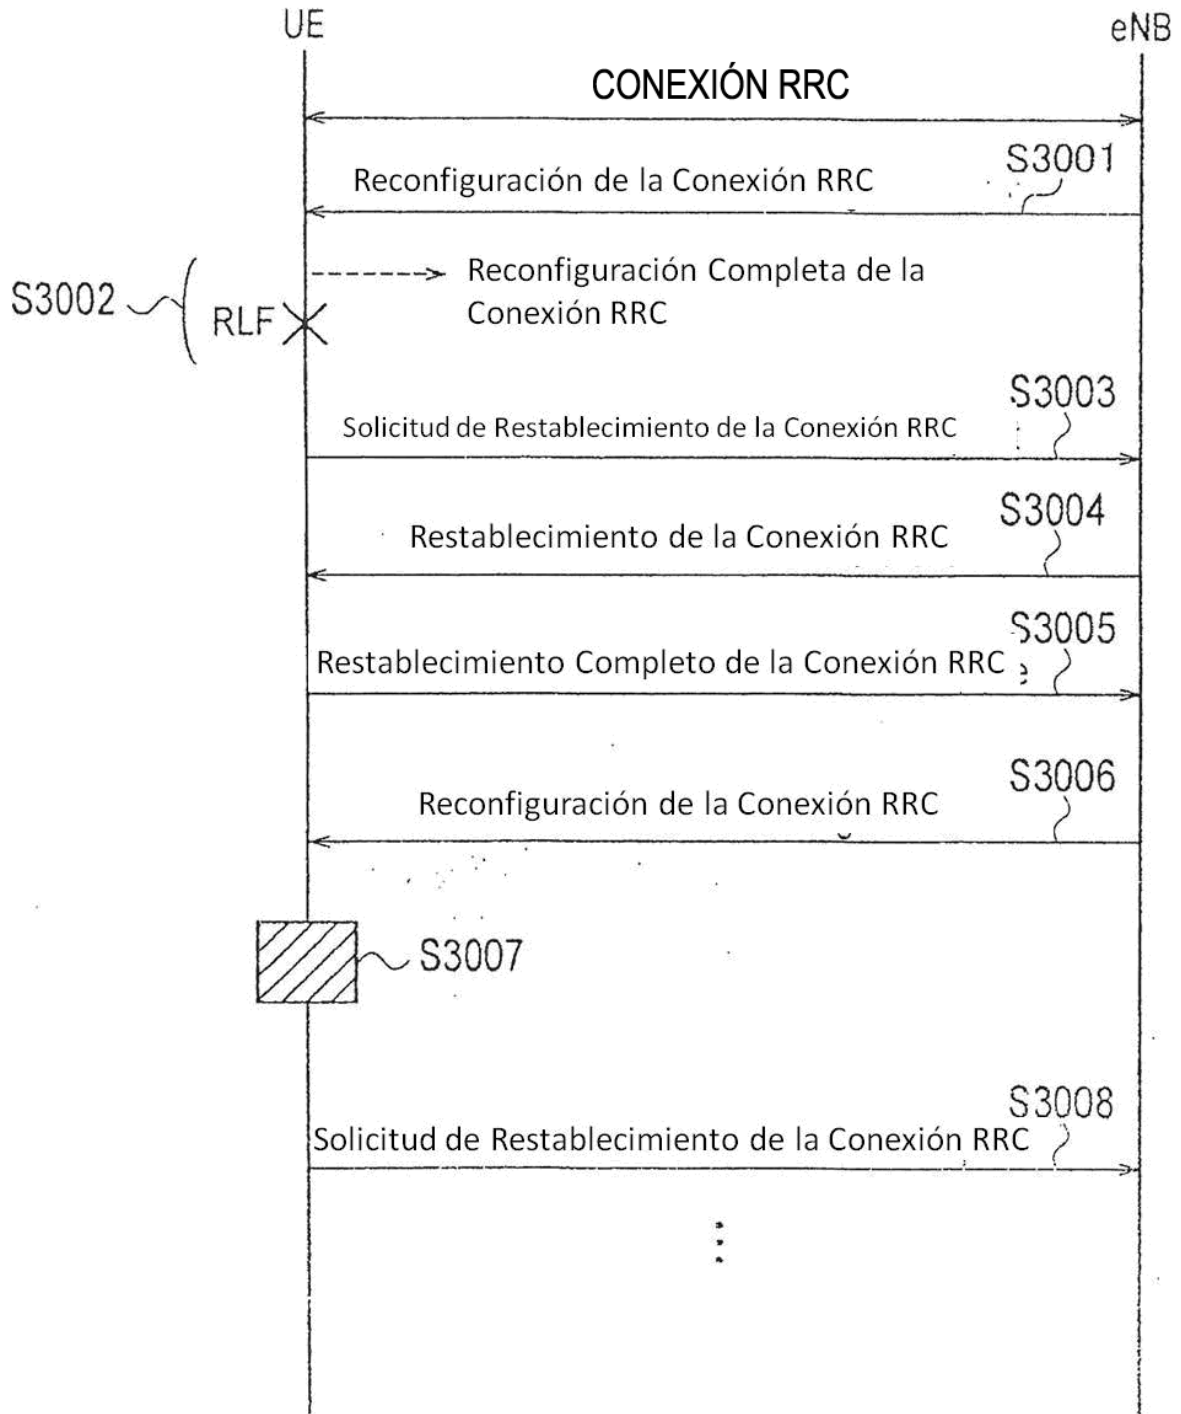 UE
eNB
CONEXIÓN RRC
S3001
Reconfiguración de la Conexión RRC
Reconfiguración Completa de la
Conexión RRC
S3002
RLF
S3003
Solicitud de Restablecimiento de la Conexión RRC
S3004
Restablecimiento de la Conexión RRC
S3005
Restablecimiento Completo de la Conexión RRC
S3006
Reconfiguración de la Conexión RRC
S3007
S3008
Solicitud de Restablecimiento de la Conexión RRC